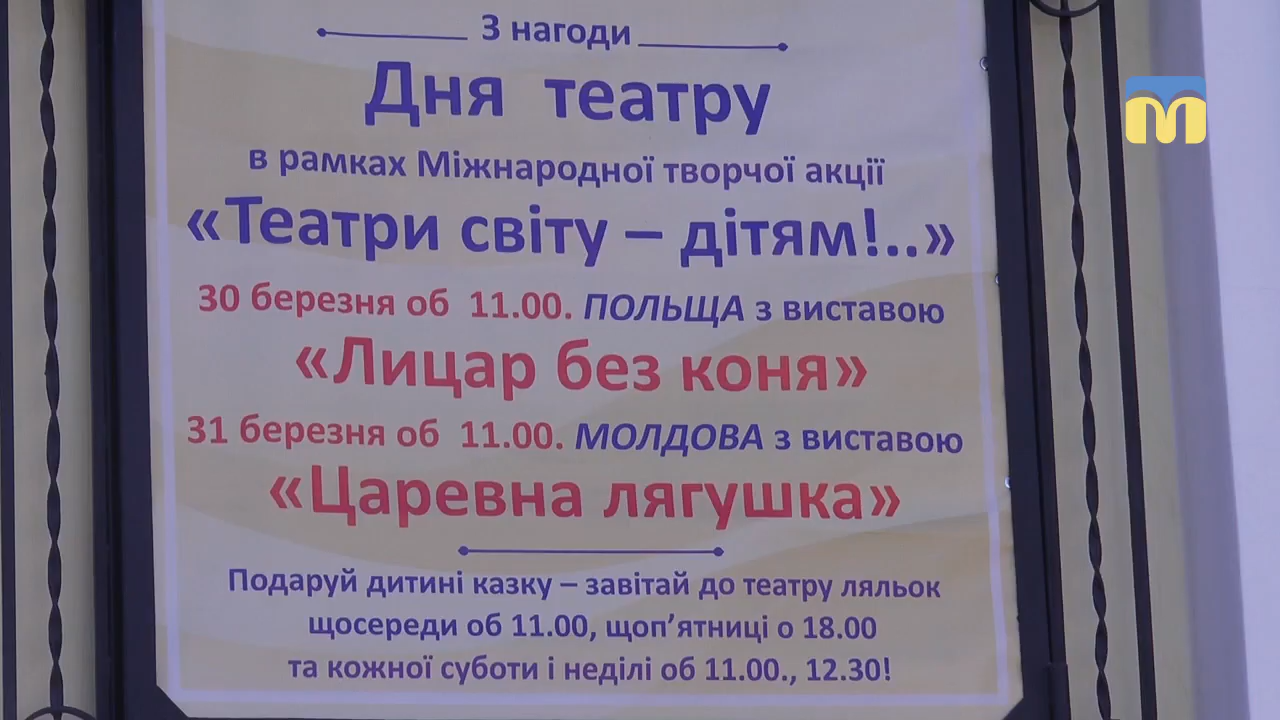 З нагоди
Дня театру
в рамках Міжнародної творчої акції
«Театри світу – дітям!..»
30 березня об 11.00. ПОЛЬЩА з виставою
«Лицар без коня»
31 березня об 11.00. МОЛДОВА з виставою
«Царевна лягушка»
Подаруй дитині казку – завітай до театру ляльок
щосереди об 11.00, щоп’ятниці о 18.00
та кожної суботи і неділі об 11.00., 12.30!